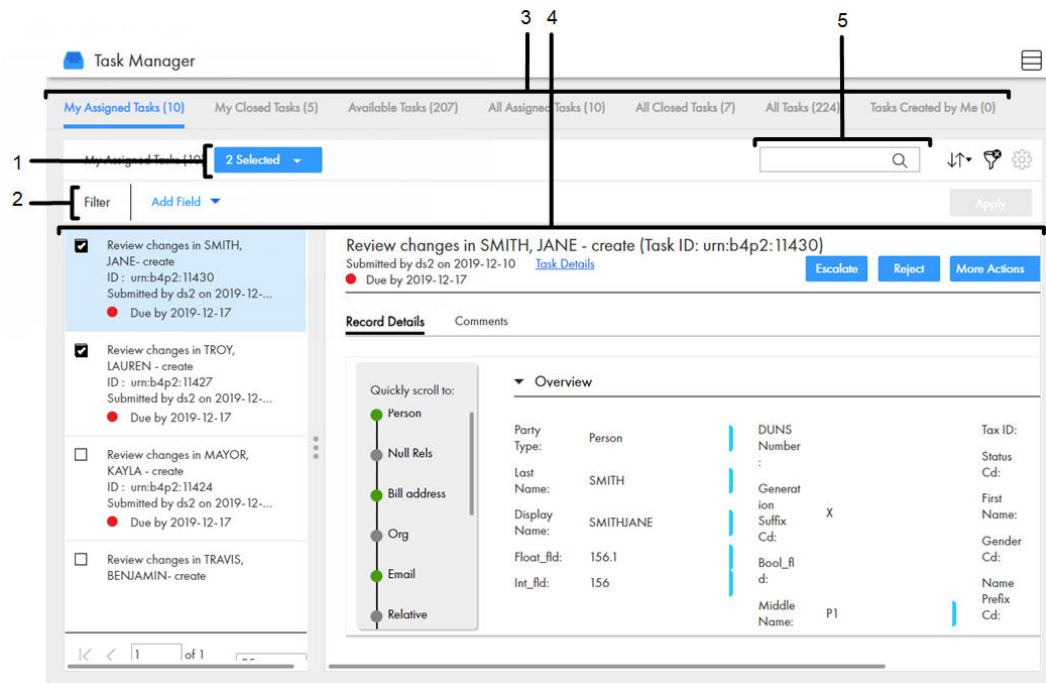 3 4 5
Task Manager
My Assigned Tasks (10) My Closed Tasks (5) Available Tasks (207) All Assigned Tasks (10) All Closed Tasks (7) All Tasks (224) Tasks Created by Me (0)
1 My Assigned Tasks (10 2 Selected
2 Filter Add Field Apply
Review changes in SMITH,
JANE- create
ID : urn:b4p2:11430
Submitted by ds2 on 2019-12-...
Due by 2019-12-17
Review changes in TROY,
LAUREN - create
ID : urn:b4p2:11427
Submitted by ds2 on 2019-12-...
Due by 2019-12-17
Review changes in MAYOR,
KAYLA - create
ID : urn:b4p2:11424
Submitted by ds2 on 2019-12-...
Due by 2019-12-17
Review changes in TRAVIS,
BENJAMIN- create
1 of 1
Review changes in SMITH, JANE - create (Task ID: urn:b4p2:11430)
Submitted by ds2 on 2019-12-10 Task Details
Due by 2019-12-17
Escalate Reject More Actions
Record Details Comments
Quickly scroll to:
Person
Null Rels
Bill address
Org
Email
Relative
Overview
Party
Type:
Person
Last
Name:
SMITH
Display
Name:
SMITHJANE
Float_fld: 156.1
Int_fld: 156
DUNS
Number
:
Generat
ion
Suffix
Cd:
X
Bool_fl
d:
Middle
Name:
P1
Tax ID:
Status
Cd:
First
Name:
Gender
Cd:
Name
Prefix
Cd: